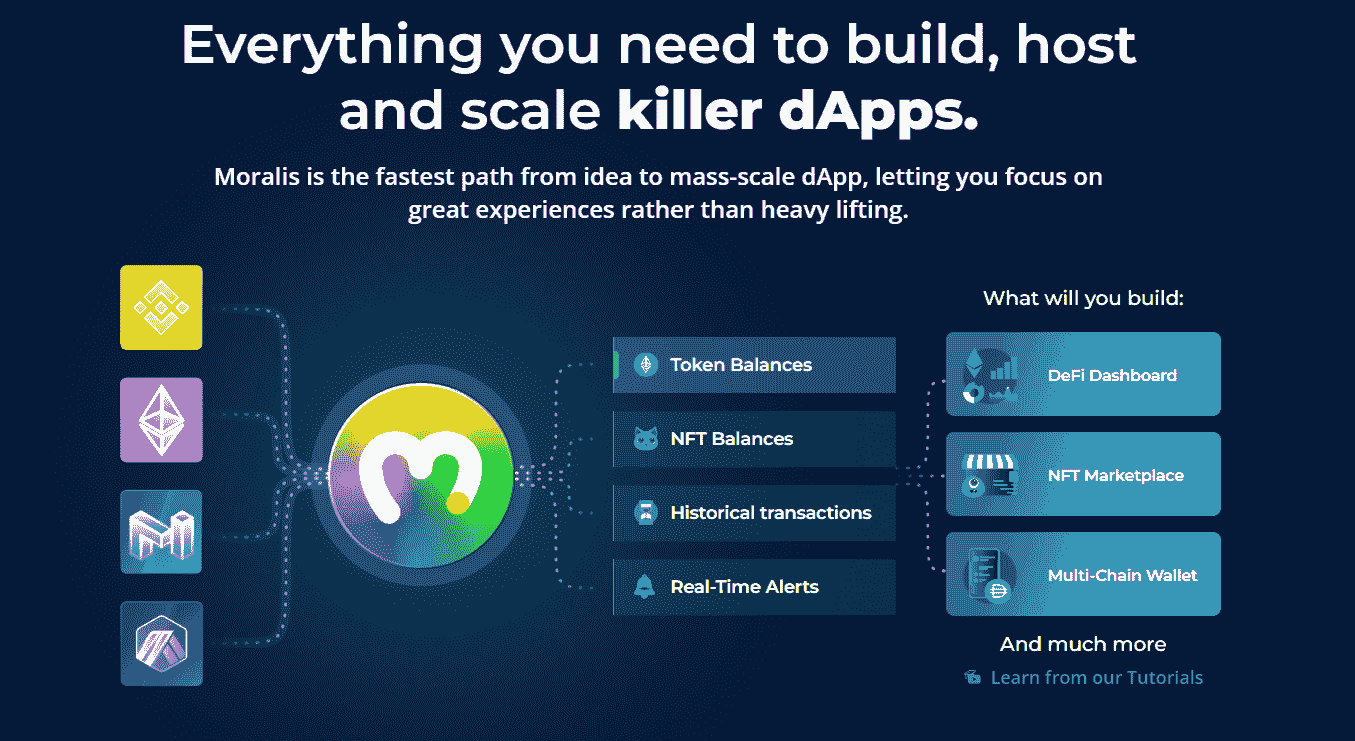 Everything you need to build, host
and scale killer dApps.
Moralis is the fastest path from idea to mass-scale dApp, letting you focus on
great experiences rather than heavy lifting.
Token Balances
NFT Balances
Historical transactions
Real-Time Alerts
What will you build:
DeFi Dashboard
NFT Marketplace
Multi-Chain Wallet
And much more
Learn from our Tutorials